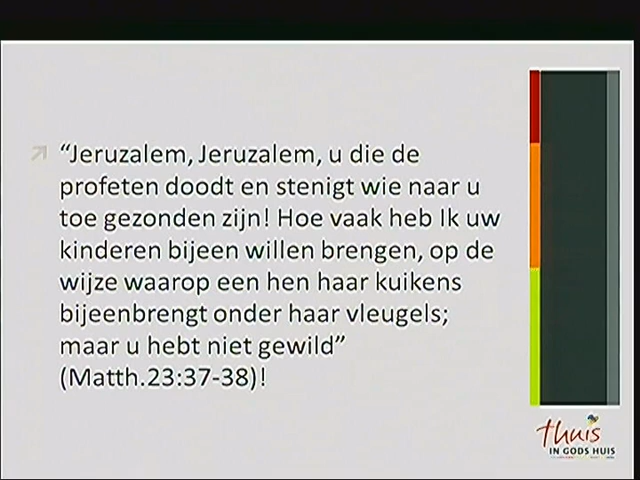 “Jeruzalem, Jeruzalem, u die de
profeten doodt en stenigt wie naar u
toe gezonden zijn! Hoe vaak heb Ik uw
kinderen bijeen willen brengen, op de
wijze waarop een hen haar kuikens
bijeenbrengt onder haar vleugels;
maar u hebt niet gewild”
(Matth.23:37-38)!
thuis
IN GODS HUIS